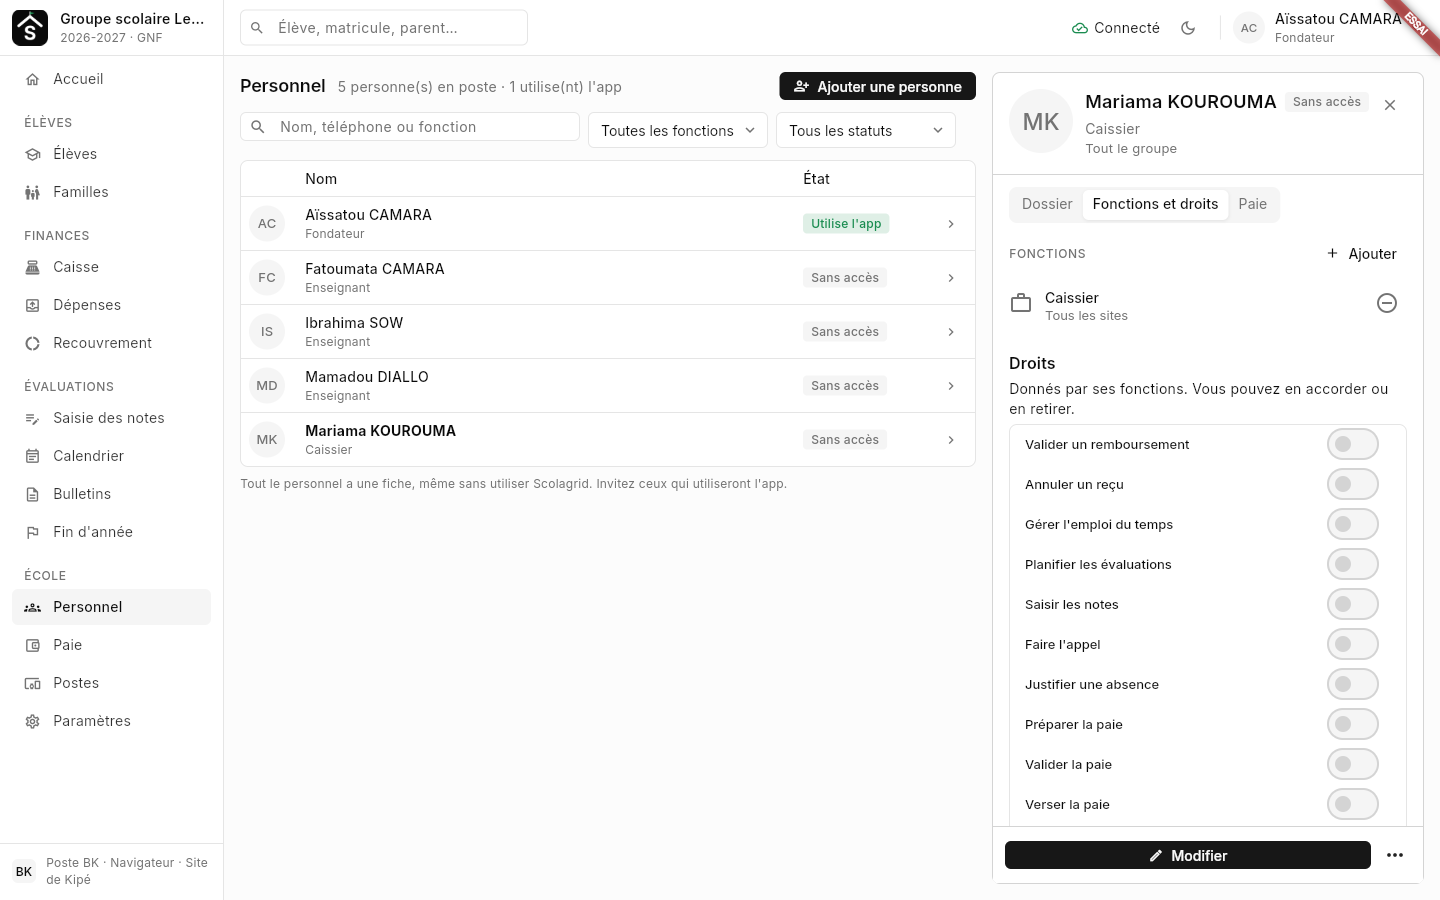 Groupe scolaire Le...
2026-2027 · GNF
Élève, matricule, parent...
Connecté
AC
Aïssatou CAMARA
Fondateur
ESSAI
Accueil
ÉLÈVES
Élèves
Familles
FINANCES
Caisse
Dépenses
Recouvrement
ÉVALUATIONS
Saisie des notes
Calendrier
Bulletins
Fin d'année
ÉCOLE
Personnel
Paie
Postes
Paramètres
BK
Poste BK · Navigateur · Site
de Kipé
Personnel
5 personne(s) en poste · 1 utilise(nt) l'app
Ajouter une personne
Nom, téléphone ou fonction
Toutes les fonctions
Tous les statuts
Nom
État
AC
Aïssatou CAMARA
Fondateur
Utilise l'app
FC
Fatoumata CAMARA
Enseignant
Sans accès
IS
Ibrahima SOW
Enseignant
Sans accès
MD
Mamadou DIALLO
Enseignant
Sans accès
MK
Mariama KOUROUMA
Caissier
Sans accès
Tout le personnel a une fiche, même sans utiliser Scolagrid. Invitez ceux qui utiliseront l'app.
MK
Mariama KOUROUMA
Sans accès
Caissier
Tout le groupe
Dossier
Fonctions et droits
Paie
FONCTIONS
Ajouter
Caissier
Tous les sites
Droits
Donnés par ses fonctions. Vous pouvez en accorder ou
en retirer.
Valider un remboursement
Annuler un reçu
Gérer l'emploi du temps
Planifier les évaluations
Saisir les notes
Faire l'appel
Justifier une absence
Préparer la paie
Valider la paie
Verser la paie
Modifier